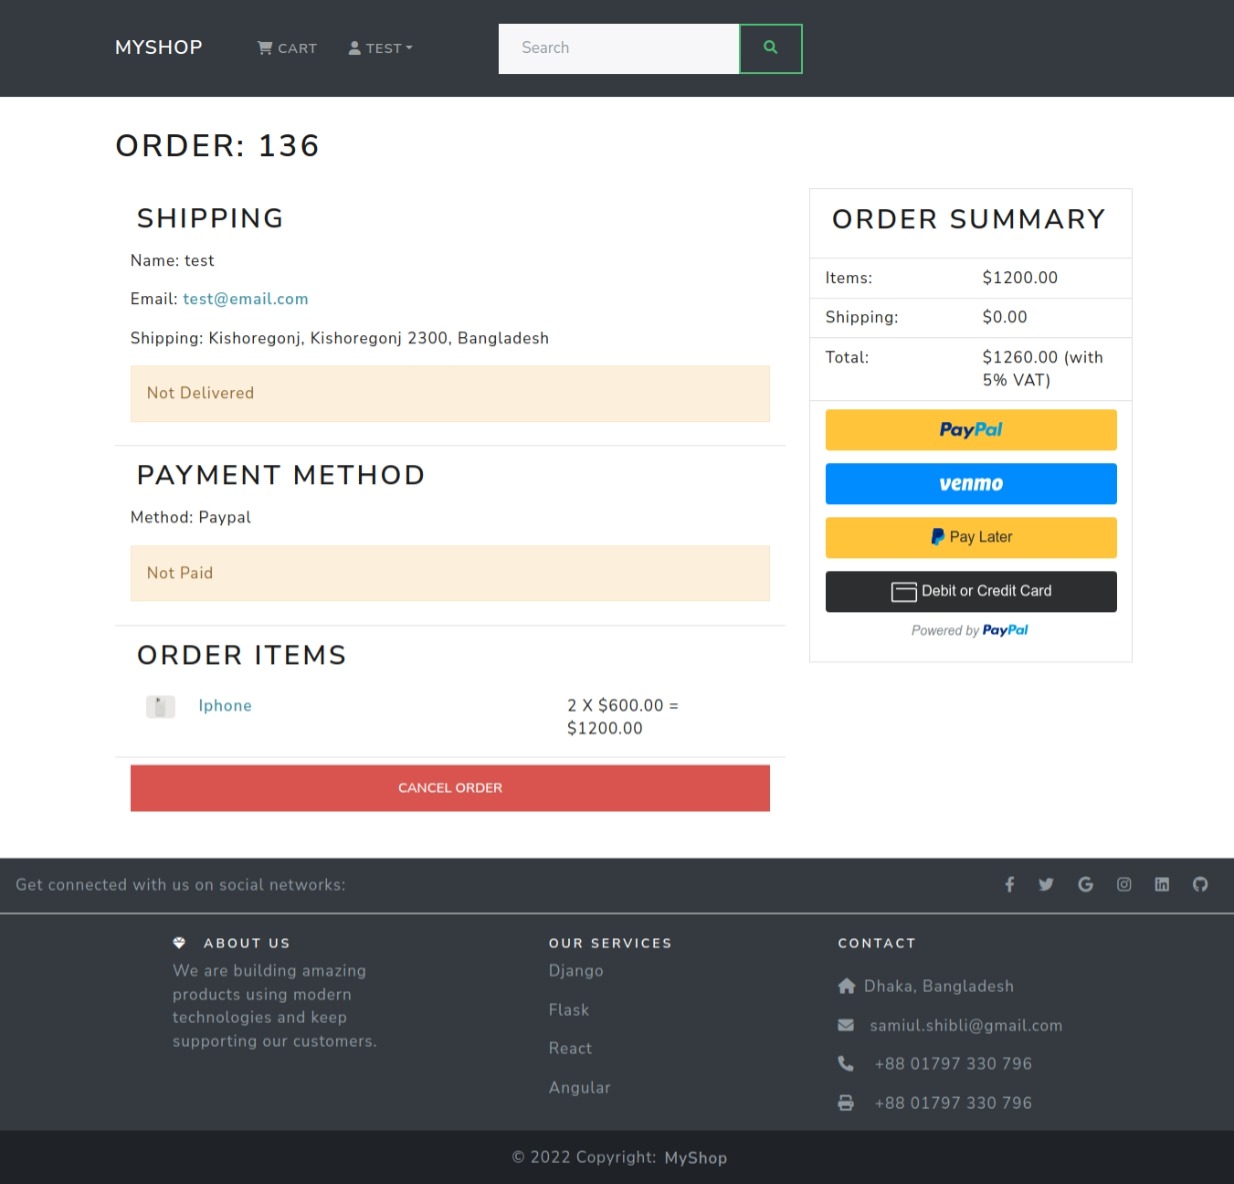 MYSHOP
CART
TEST
Search
ORDER: 136
SHIPPING
Name: test
Email: test@email.com
Shipping: Kishoregonj, Kishoregonj 2300, Bangladesh
Not Delivered
PAYMENT METHOD
Method: Paypal
Not Paid
ORDER ITEMS
Iphone
2 X $600.00 =
$1200.00
CANCEL ORDER
ORDER SUMMARY
Items: $1200.00
Shipping: $0.00
Total: $1260.00 (with
5% VAT)
PayPal
venmo
Pay Later
Debit or Credit Card
Powered by PayPal
Get connected with us on social networks:
ABOUT US
We are building amazing
products using modern
technologies and keep
supporting our customers.
OUR SERVICES
Django
Flask
React
Angular
CONTACT
Dhaka, Bangladesh
samiul.shibli@gmail.com
+88 01797 330 796
+88 01797 330 796
© 2022 Copyright: MyShop